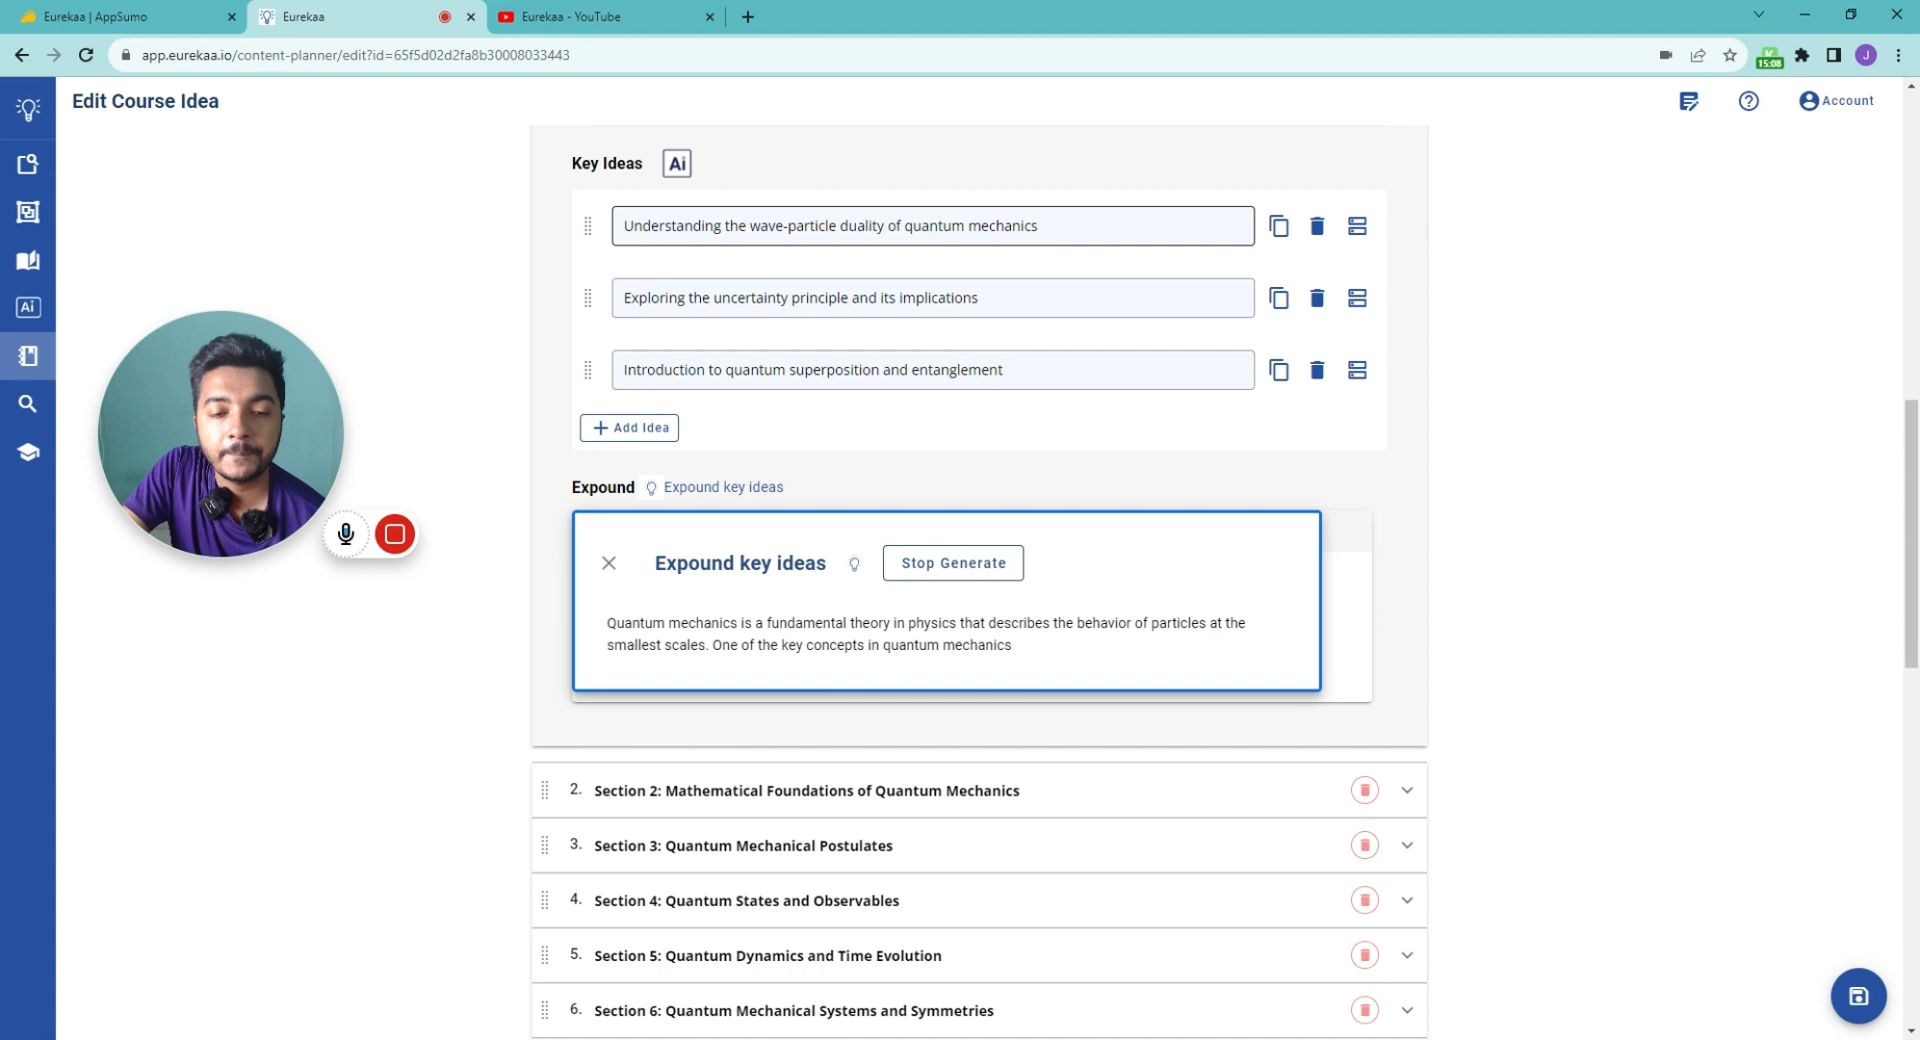 Eurekaa | AppSumo
Eurekaa
Eurekaa - YouTube
app.eurekaa.io/content-planner/edit?id=65f5d02d2fa8b30008033443
15:08
J
Edit Course Idea
Account
Key Ideas Ai
Understanding the wave-particle duality of quantum mechanics
Exploring the uncertainty principle and its implications
Ai
Introduction to quantum superposition and entanglement
+ Add Idea
Expound Expound key ideas
Expound key ideas Stop Generate
Quantum mechanics is a fundamental theory in physics that describes the behavior of particles at the
smallest scales. One of the key concepts in quantum mechanics
2. Section 2: Mathematical Foundations of Quantum Mechanics
3. Section 3: Quantum Mechanical Postulates
4. Section 4: Quantum States and Observables
5. Section 5: Quantum Dynamics and Time Evolution
6. Section 6: Quantum Mechanical Systems and Symmetries